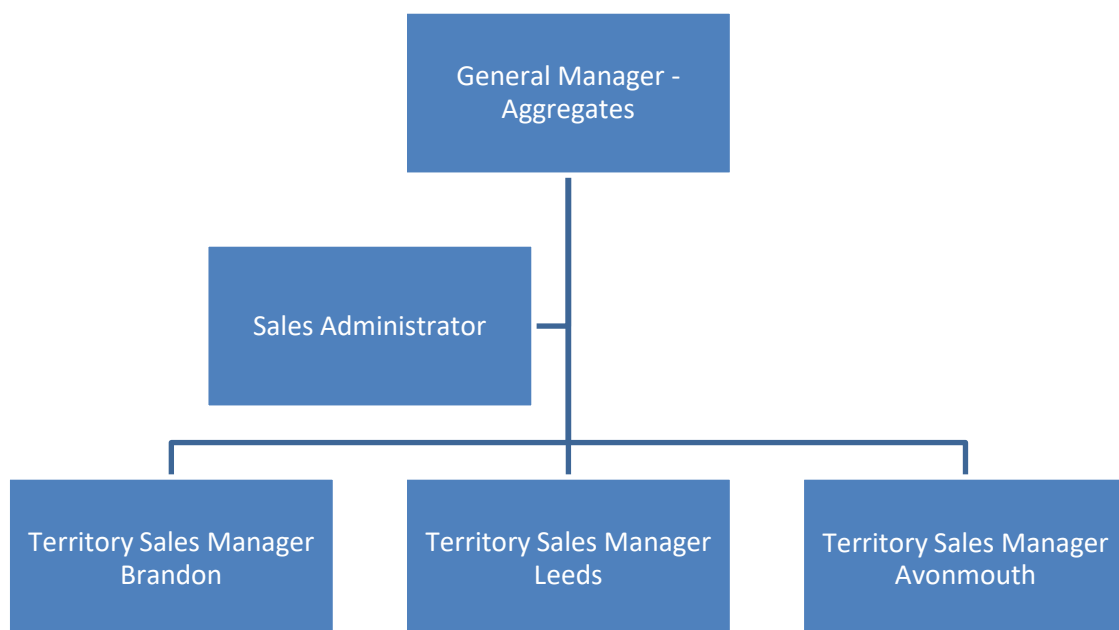 General Manager -
Aggregates
Sales Administrator
Territory Sales Manager
Brandon
Territory Sales Manager
Leeds
Territory Sales Manager
Avonmouth